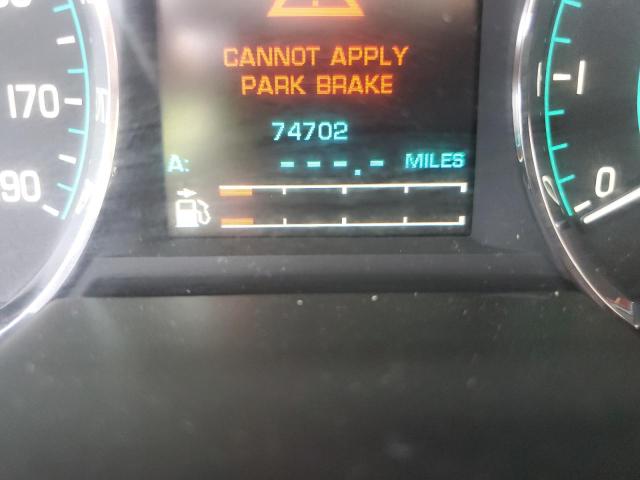 CANNOT APPLY
PARK BRAKE
74702
A: ---.- MILES
170
90
1
0